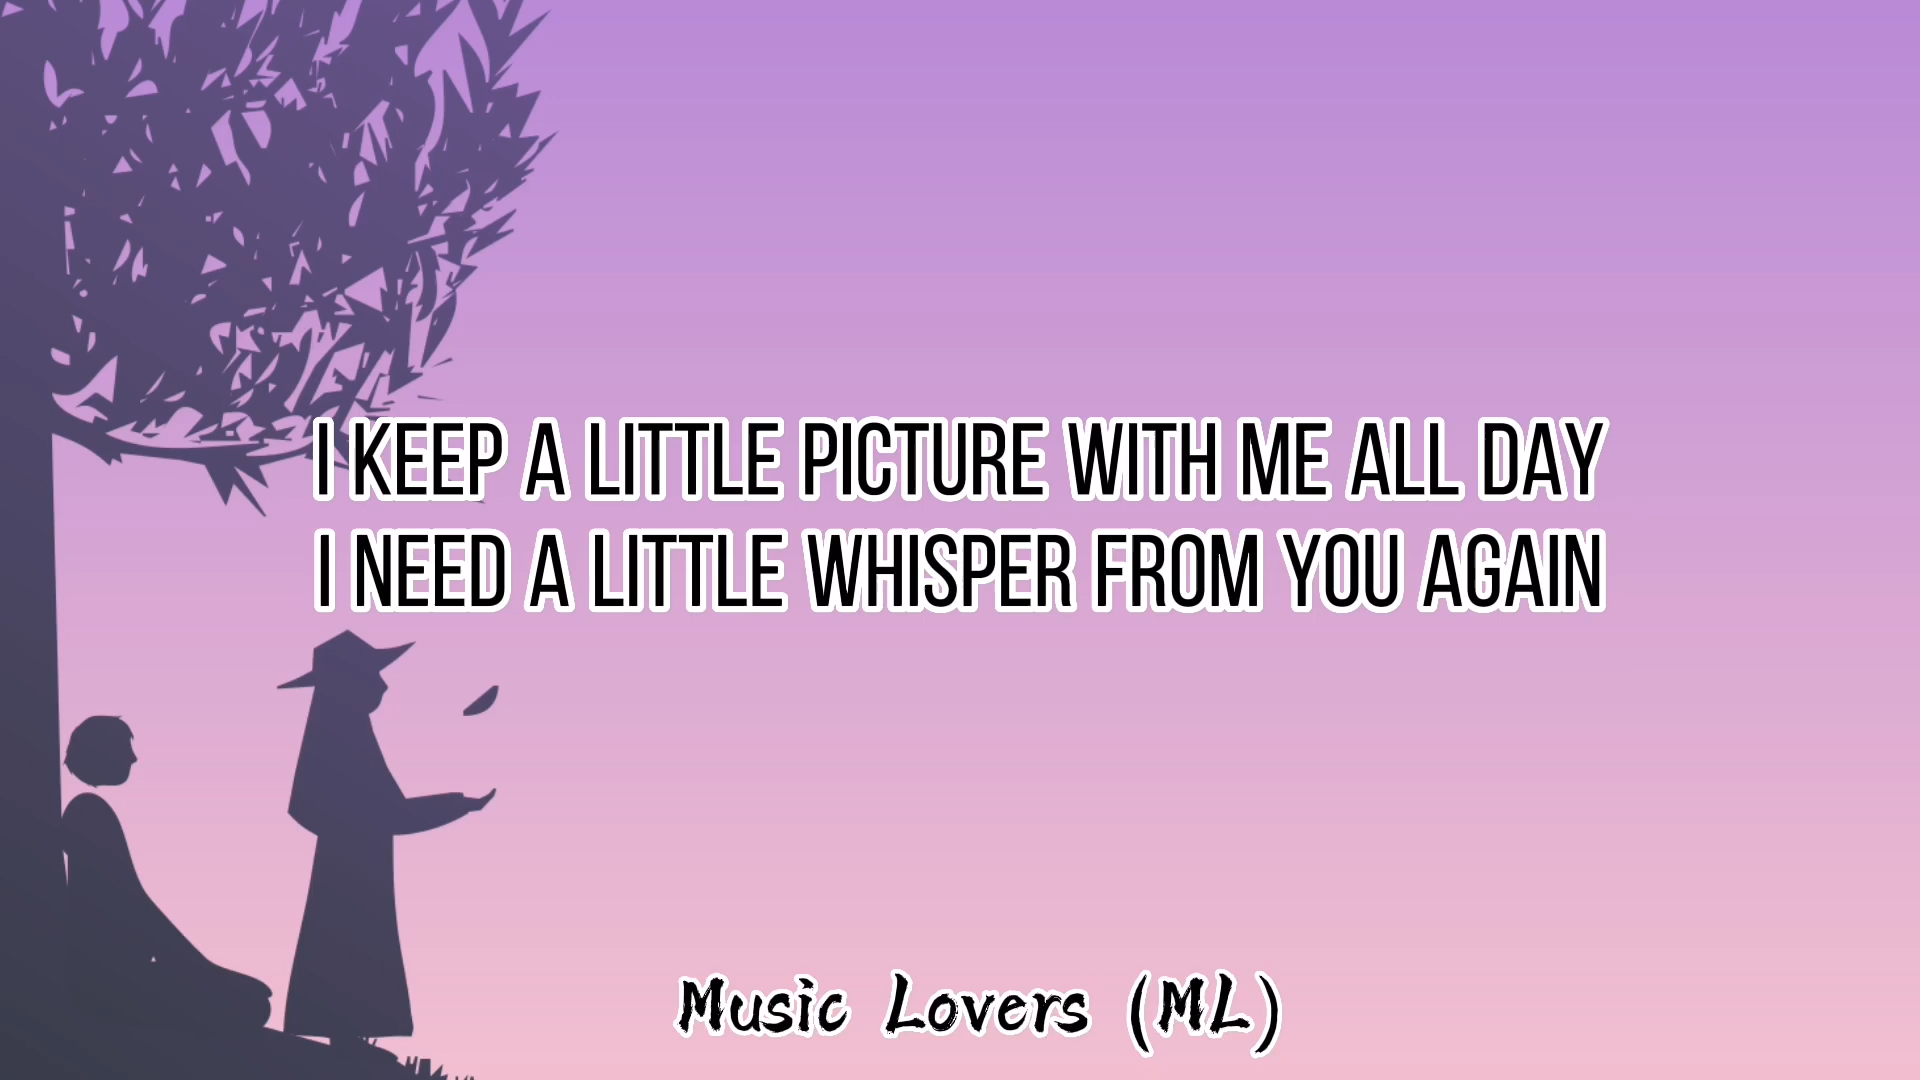 I KEEP A LITTLE PICTURE WITH ME ALL DAY
I NEED A LITTLE WHISPER FROM YOU AGAIN
Music Lovers (ML)